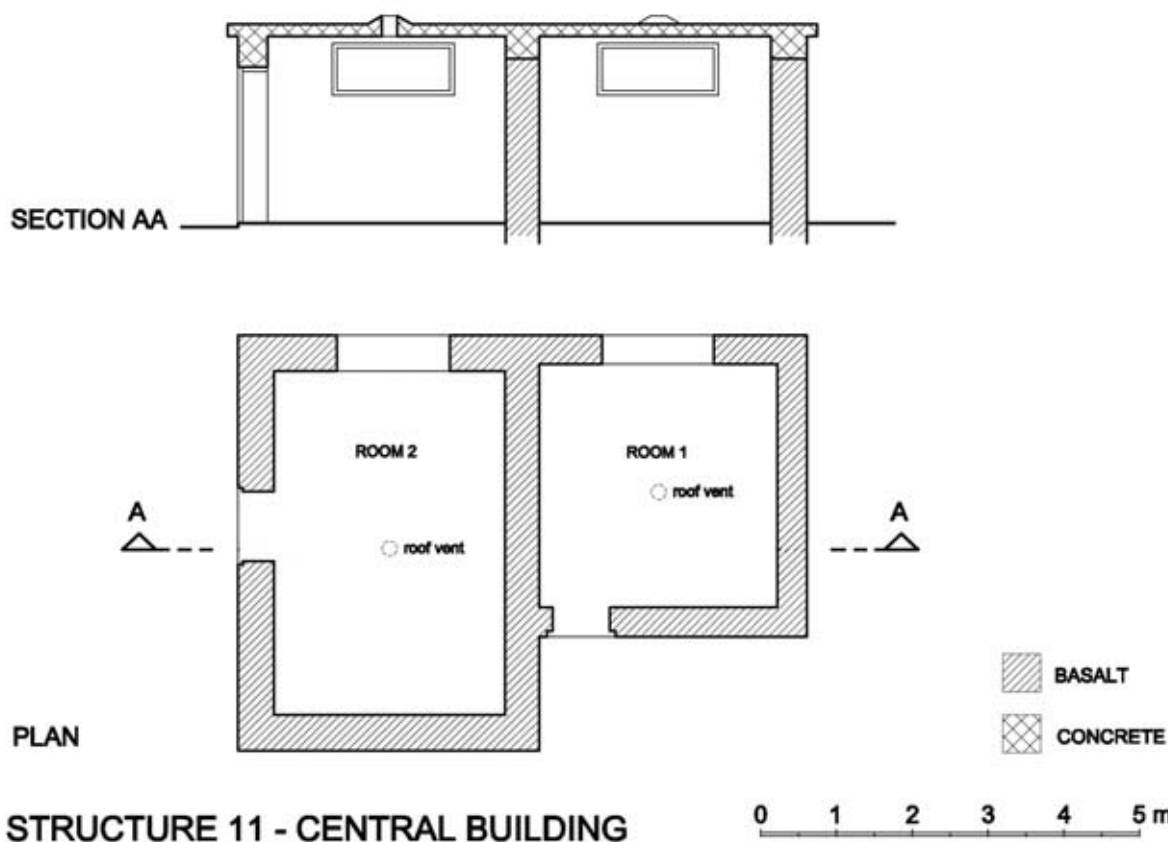 SECTION AA
ROOM 2
ROOM 1
roof vent
A
A
roof vent
BASALT
PLAN
CONCRETE
STRUCTURE 11 - CENTRAL BUILDING
0 1 2 3 4 5 m